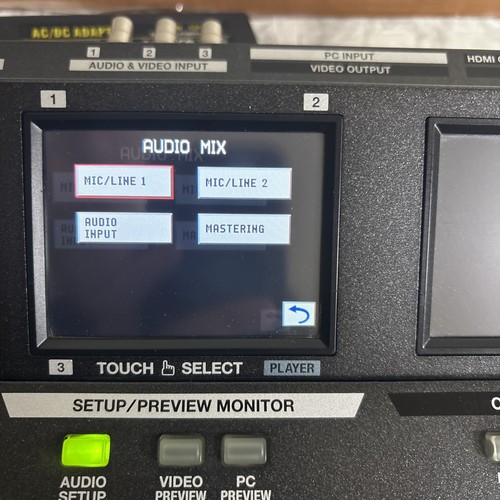 AC/DC ADAPT
1 2 3
AUDIO & VIDEO INPUT
PC INPUT
VIDEO OUTPUT
HDMI
1
2
AUDIO MIX
MIC/LINE 1
MIC/LINE 2
AUDIO
INPUT
MASTERING
3
TOUCH SELECT
PLAYER
SETUP/PREVIEW MONITOR
AUDIO
SETUP
VIDEO
PREVIEW
PC
PREVIEW